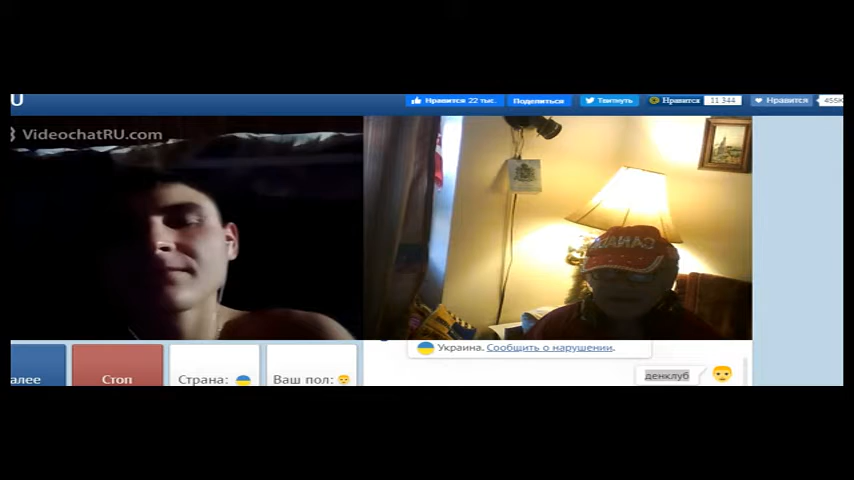 U
Нравится 22 тыс. Поделиться Твитнуть Нравится 11 344 Нравится 455K
VideochatRU.com
алее Стоп Страна: Ваш пол:
Украина. Сообщить о нарушении.
денклуб